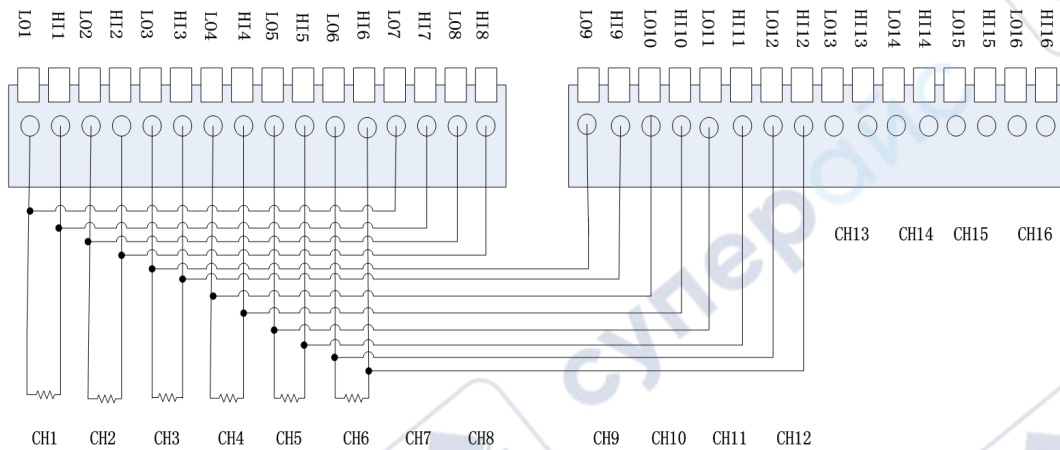 LO1 HI1 LO2 HI2 LO3 HI3 LO4 HI4 LO5 HI5 LO6 HI6 LO7 HI7 LO8 HI8 LO9 HI9 LO10 HI10 LO11 HI11 LO12 HI12 LO13 HI13 LO14 HI14 LO15 HI15 LO16 HI16
CH13 CH14 CH15 CH16
CH1 CH2 CH3 CH4 CH5 CH6 CH7 CH8 CH9 CH10 CH11 CH12
суперайс